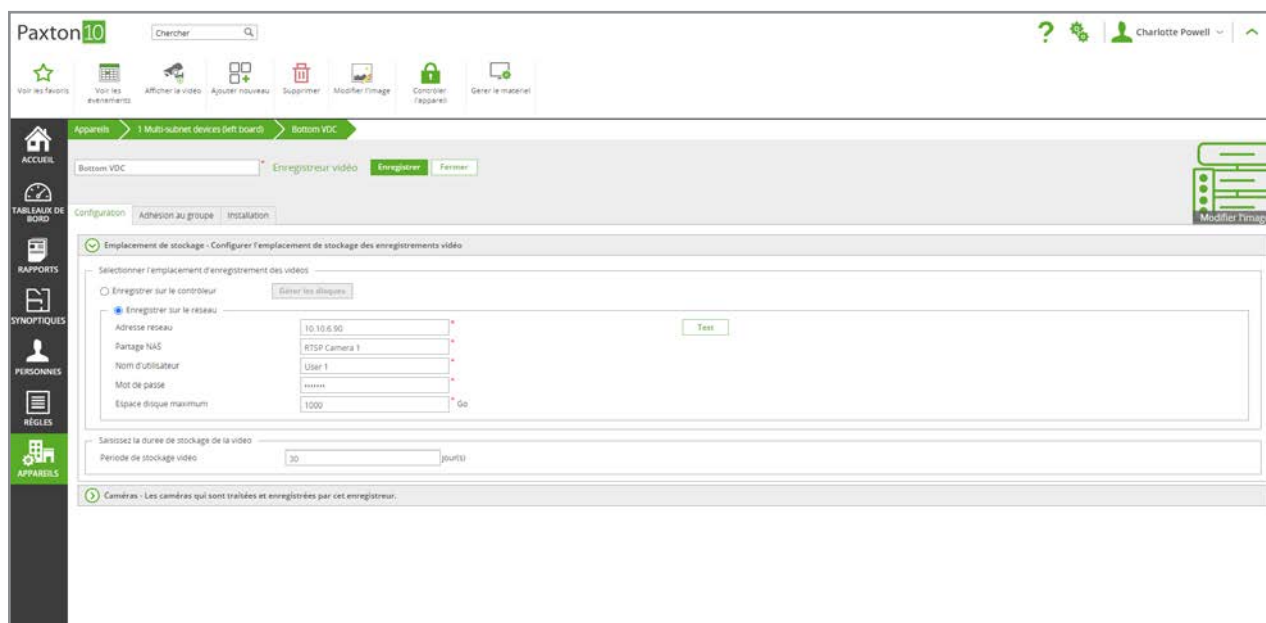 Paxton10
Chercher
Charlotte Powell
Voir les favoris
Voir les evenements
Afficher la vidéo
Ajouter nouveau
Supprimer
Modifier l'image
Contrôler l'appareil
Gérer le matériel
ACCUEIL
TABLEAUX DE BORD
RAPPORTS
SYNOPTIQUES
PERSONNES
RÈGLES
APPAREILS
Appareils
1 Multi-subnet devices (left board)
Bottom VDC
Bottom VDC * Enregistreur vidéo Enregistrer Fermer
Modifier l'image
Configuration Adhésion au groupe Installation
Emplacement de stockage - Configurer l'emplacement de stockage des enregistrements vidéo
Sélectionner l'emplacement d'enregistrement des vidéos
Enregistrer sur le contrôleur Gérer les disques
Enregistrer sur le réseau
Adresse réseau 10.10.6.90 * Test
Partage NAS RTSP Camera 1 *
Nom d'utilisateur User 1 *
Mot de passe ••••••• *
Espace disque maximum 1000 * Go
Saisissez la durée de stockage de la vidéo
Période de stockage vidéo 30 jour(s)
Caméras - Les caméras qui sont traitées et enregistrées par cet enregistreur.